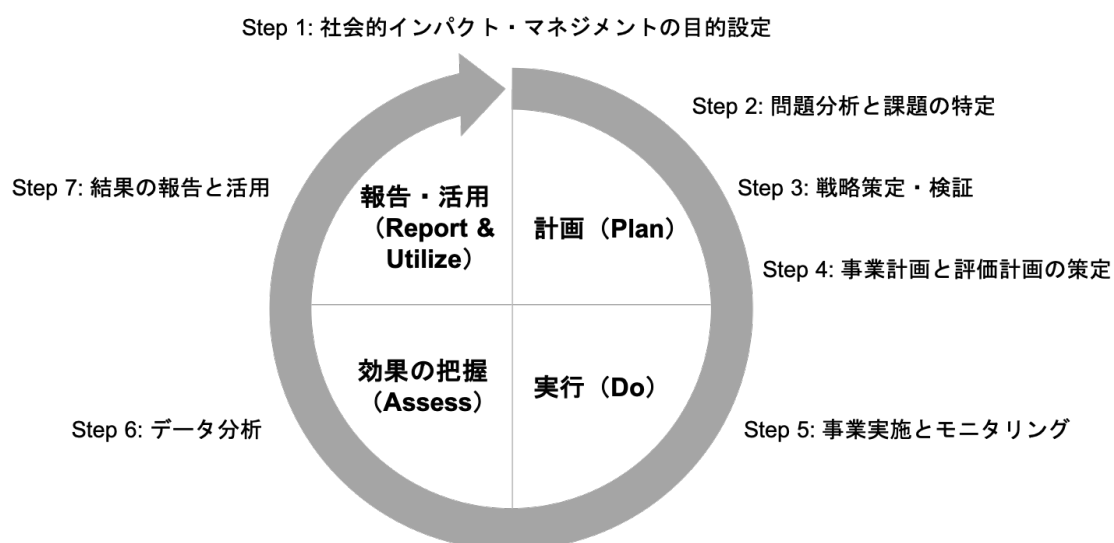 Step 1: 社会的インパクト・マネジメントの目的設定
Step 2: 問題分析と課題の特定
Step 3: 戦略策定・検証
Step 4: 事業計画と評価計画の策定
Step 5: 事業実施とモニタリング
Step 6: データ分析
Step 7: 結果の報告と活用
報告・活用
（Report &
Utilize）
計画（Plan）
効果の把握
（Assess）
実行（Do）